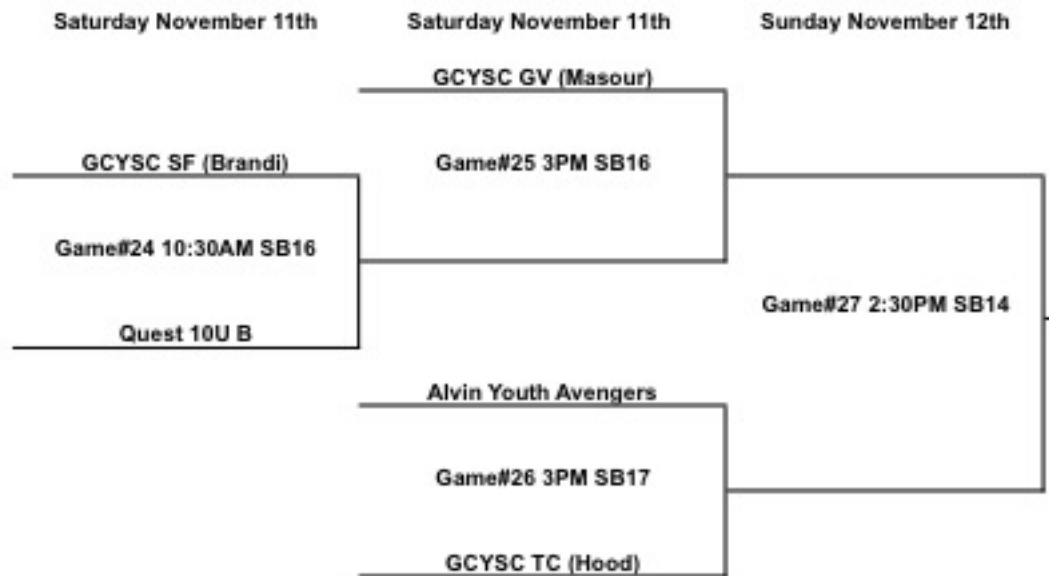 Saturday November 11th
Saturday November 11th
Sunday November 12th
GCYSC GV (Masour)
GCYSC SF (Brandi)
Game#25 3PM SB16
Game#24 10:30AM SB16
Game#27 2:30PM SB14
Quest 10U B
Alvin Youth Avengers
Game#26 3PM SB17
GCYSC TC (Hood)